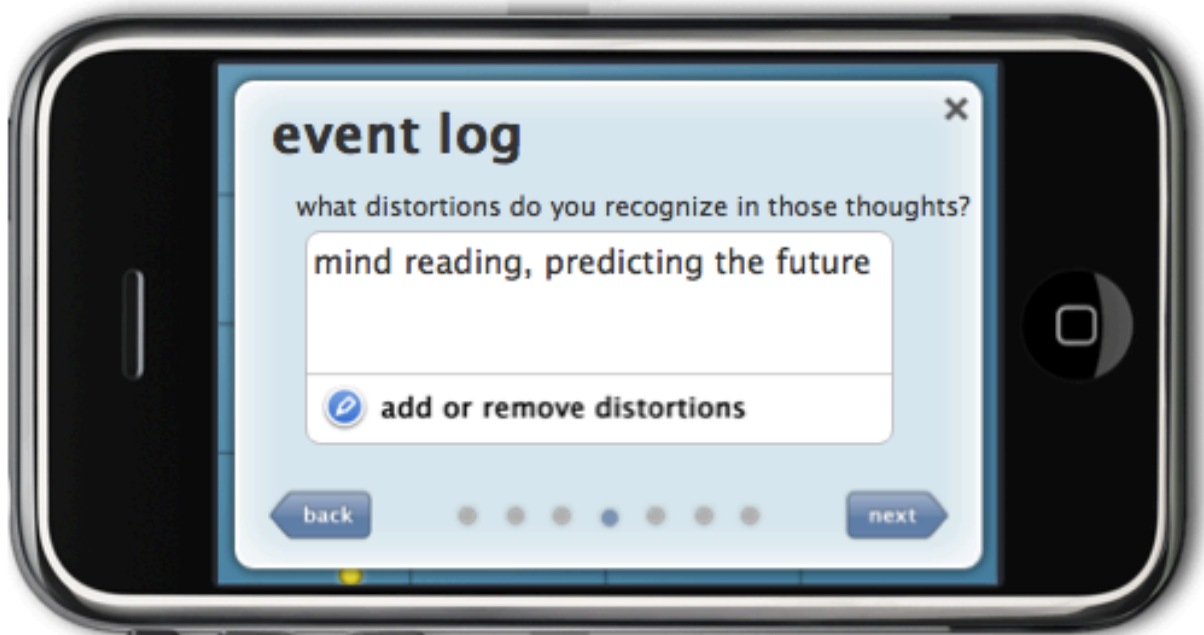 event log
what distortions do you recognize in those thoughts?
mind reading, predicting the future
add or remove distortions
back
next